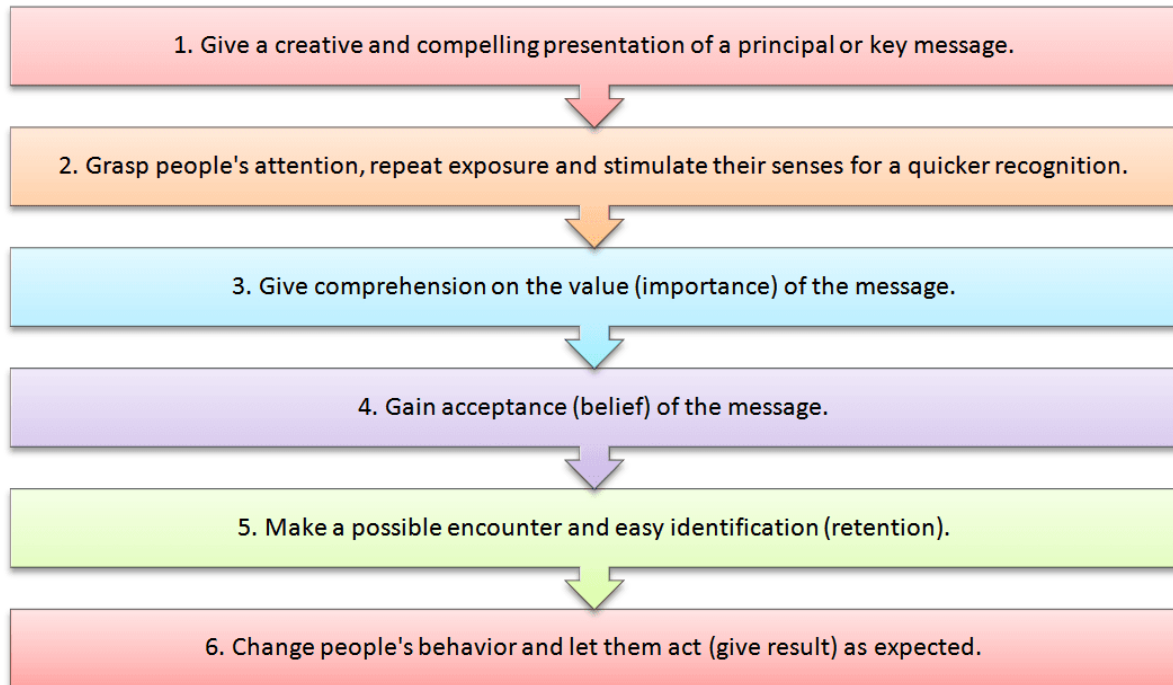 1. Give a creative and compelling presentation of a principal or key message.
2. Grasp people's attention, repeat exposure and stimulate their senses for a quicker recognition.
3. Give comprehension on the value (importance) of the message.
4. Gain acceptance (belief) of the message.
5. Make a possible encounter and easy identification (retention).
6. Change people's behavior and let them act (give result) as expected.